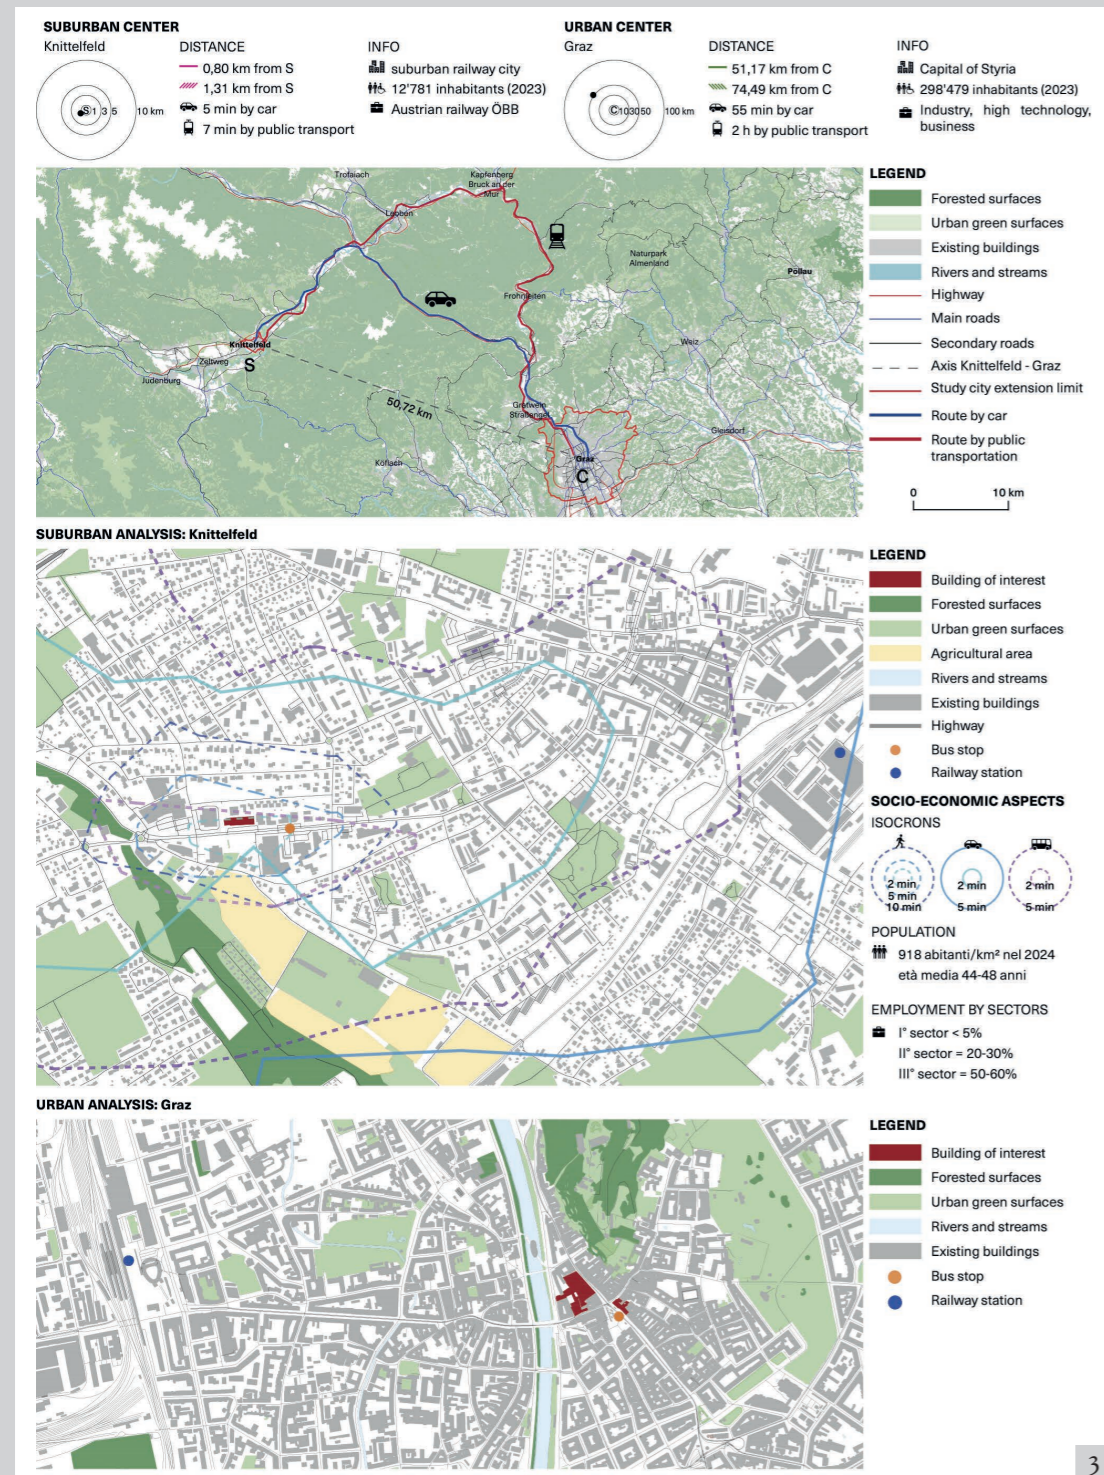 SUBURBAN CENTER
Knittelfeld
S 1 3 5 10 km
DISTANCE
0,80 km from S
1,31 km from S
5 min by car
7 min by public transport
INFO
suburban railway city
12'781 inhabitants (2023)
Austrian railway ÖBB
URBAN CENTER
Graz
C 10 30 50 100 km
DISTANCE
51,17 km from C
74,49 km from C
55 min by car
2 h by public transport
INFO
Capital of Styria
298'479 inhabitants (2023)
Industry, high technology,
business
Trofaiach
Kapfenberg
Bruck an der
Mur
Leoben
Naturpark
Almenland
Pöllau
Frohnleiten
Knittelfeld
S
Zeltweg
Judenburg
Weiz
50,72 km
Gratwein
Straßengel
Gleisdorf
Köflach
Graz
C
LEGEND
Forested surfaces
Urban green surfaces
Existing buildings
Rivers and streams
Highway
Main roads
Secondary roads
Axis Knittelfeld - Graz
Study city extension limit
Route by car
Route by public
transportation
0 10 km
SUBURBAN ANALYSIS: Knittelfeld
LEGEND
Building of interest
Forested surfaces
Urban green surfaces
Agricultural area
Rivers and streams
Existing buildings
Highway
Bus stop
Railway station
SOCIO-ECONOMIC ASPECTS
ISOCRONS
2 min
5 min
10 min
2 min
5 min
2 min
5 min
POPULATION
918 abitanti/km² nel 2024
età media 44-48 anni
EMPLOYMENT BY SECTORS
I° sector < 5%
II° sector = 20-30%
III° sector = 50-60%
URBAN ANALYSIS: Graz
LEGEND
Building of interest
Forested surfaces
Urban green surfaces
Rivers and streams
Existing buildings
Bus stop
Railway station
3